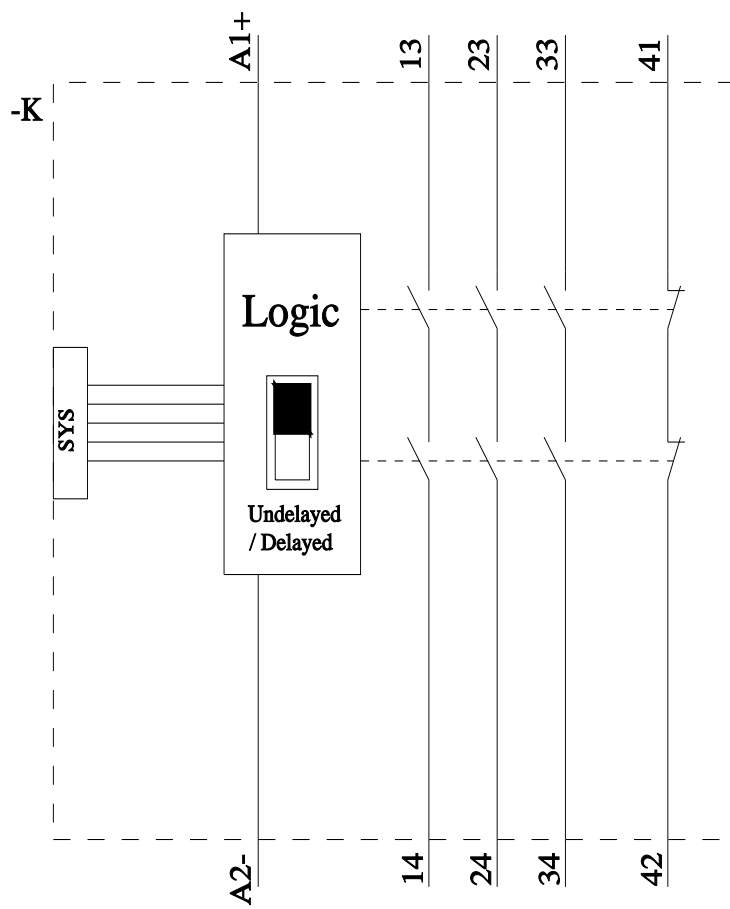 A1+
13
23
33
41
-K
Logic
SYS
Undelayed
/ Delayed
A2-
14
24
34
42